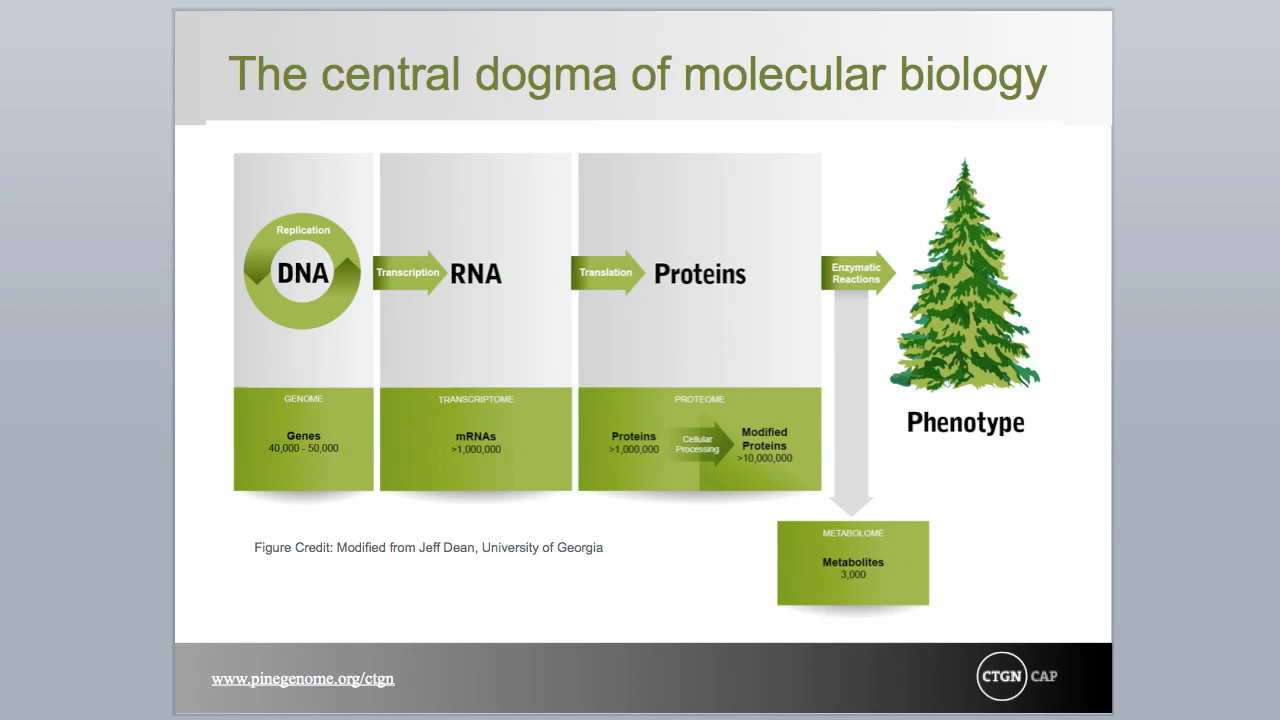 The central dogma of molecular biology
Replication
DNA
Transcription
RNA
Translation
Proteins
Enzymatic
Reactions
Phenotype
GENOME
Genes
40,000 - 50,000
TRANSCRIPTOME
mRNAs
>1,000,000
PROTEOME
Proteins
>1,000,000
Cellular
Processing
Modified
Proteins
>10,000,000
METABOLOME
Metabolites
3,000
Figure Credit: Modified from Jeff Dean, University of Georgia
www.pinegenome.org/ctgn
CTGN CAP